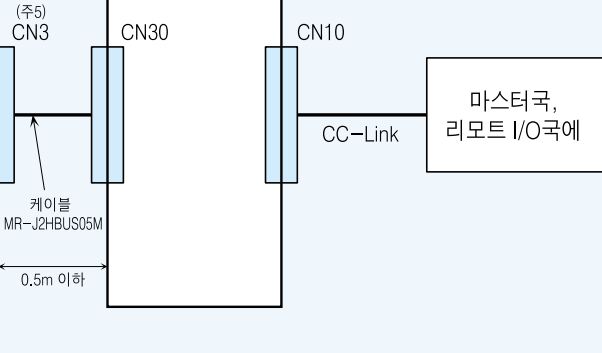 (주5)
CN3
CN30
CN10
마스터국,
리모트 I/O국에
CC-Link
케이블
MR-J2HBUS05M
0.5m 이하